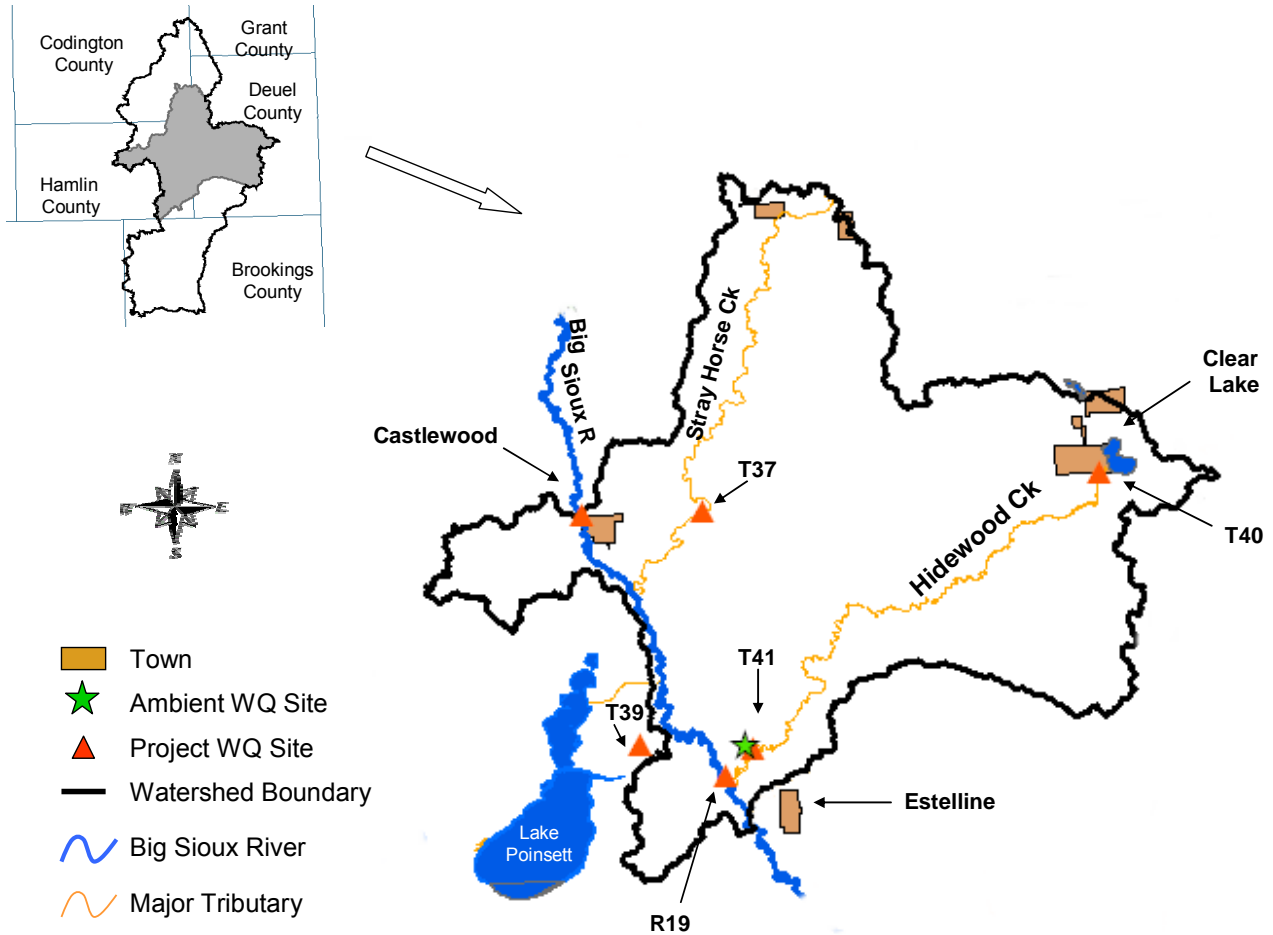 Codington
County
Grant
County
Deuel
County
Hamlin
County
Brookings
County
Big Sioux R
Stray Horse Ck
Clear
Lake
Castlewood
T37
Hidewood Ck
T40
N
E
S
T41
T39
Town
Ambient WQ Site
Project WQ Site
Watershed Boundary
Big Sioux River
Major Tributary
Estelline
Lake
Poinsett
R19